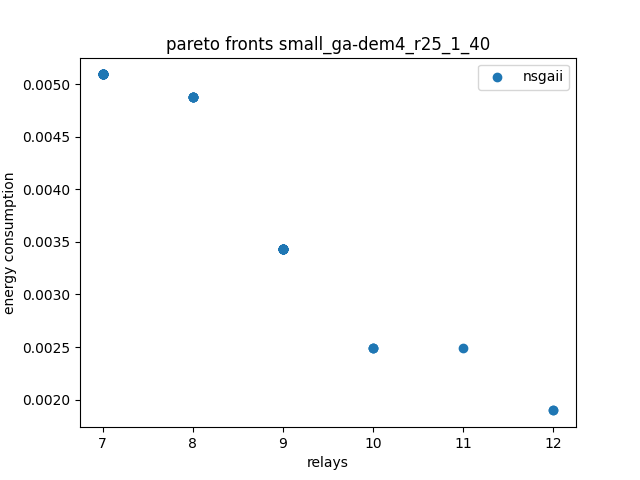 pareto fronts small_ga-dem4_r25_1_40
nsgaii
0.0050
0.0045
0.0040
0.0035
0.0030
0.0025
0.0020
energy consumption
7 8 9 10 11 12
relays